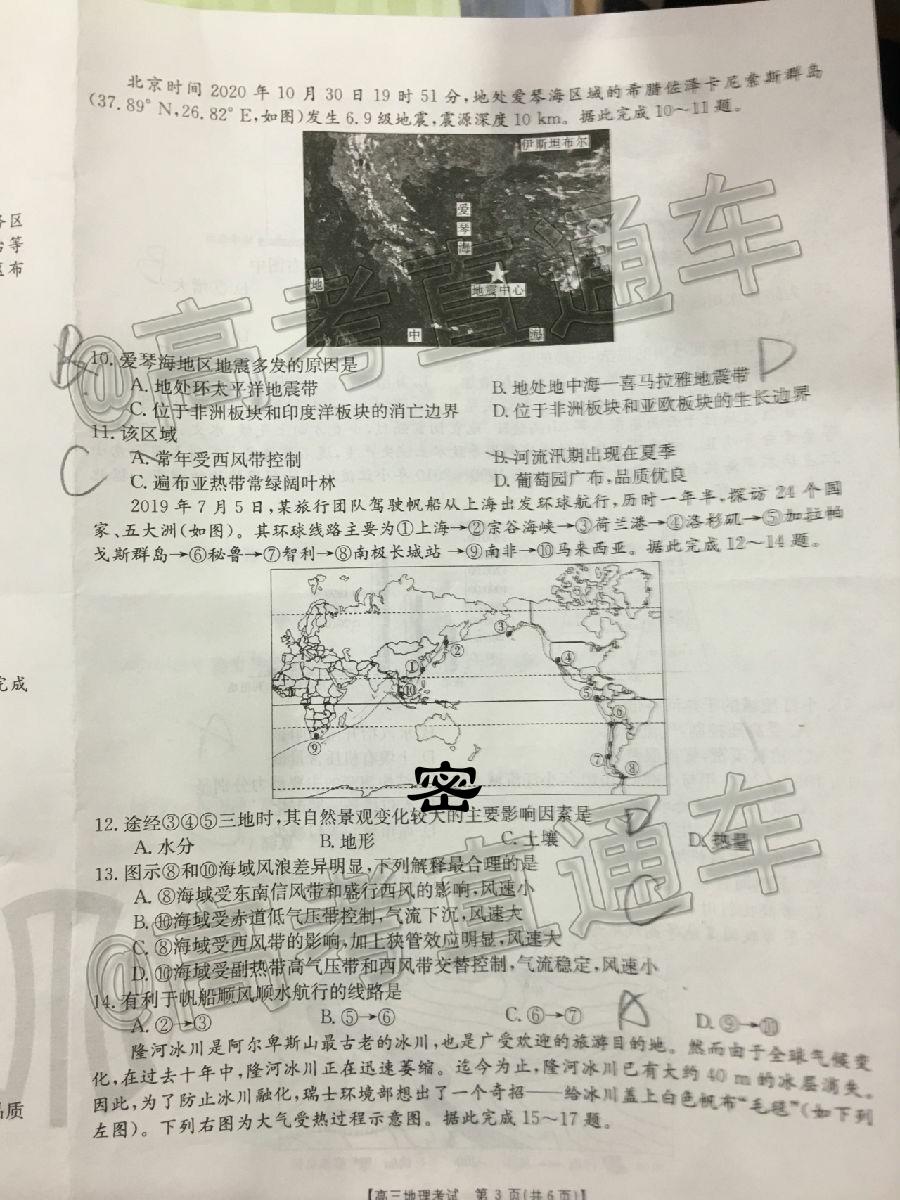 北京时间 2020 年 10 月 30 日 19 时 51 分,地处爱琴海区域的希腊佐泽卡尼索斯群岛
(37.89° N,26.82° E,如图)发生 6.9 级地震,震源深度 10 km。据此完成 10～11 题。
伊斯坦布尔
爱琴海
地震中心
地 中 海
B
10. 爱琴海地区地震多发的原因是
D
A. 地处环太平洋地震带 B. 地处地中海—喜马拉雅地震带
C. 位于非洲板块和印度洋板块的消亡边界 D. 位于非洲板块和亚欧板块的生长边界
11. 该区域
C
A. 常年受西风带控制 B. 河流汛期出现在夏季
C. 遍布亚热带常绿阔叶林 D. 葡萄园广布,品质优良
2019 年 7 月 5 日,某旅行团队驾驶帆船从上海出发环球航行,历时一年半,探访 24 个国
家、五大洲(如图)。其环球线路主要为①上海→②宗谷海峡→③荷兰港→④洛杉矶→⑤加拉帕
戈斯群岛→⑥秘鲁→⑦智利→⑧南极长城站→⑨南非→⑩马来西亚。据此完成 12～14 题。
① ② ③ ④ ⑤ ⑥ ⑦ ⑧ ⑨ ⑩
密
12. 途经③④⑤三地时,其自然景观变化较大的主要影响因素是
A. 水分 B. 地形 C. 土壤 D. 热量
13. 图示⑧和⑩海域风浪差异明显,下列解释最合理的是
A. ⑧海域受东南信风带和盛行西风的影响,风速小
C
B. ⑩海域受赤道低气压带控制,气流下沉,风速大
C. ⑧海域受西风带的影响,加上狭管效应明显,风速大
D. ⑩海域受副热带高气压带和西风带交替控制,气流稳定,风速小
14. 有利于帆船顺风顺水航行的线路是
A
A. ②→③ B. ⑤→⑥ C. ⑥→⑦ D. ⑨→⑩
隆河冰川是阿尔卑斯山最古老的冰川,也是广受欢迎的旅游目的地。然而由于全球气候变
化,在过去十年中,隆河冰川正在迅速萎缩。迄今为止,隆河冰川已有大约 40 m 的冰层消失。
因此,为了防止冰川融化,瑞士环境部想出了一个奇招——给冰川盖上白色帆布“毛毯”(如下列
左图)。下列右图为大气受热过程示意图。据此完成 15～17 题。
【高三地理考试 第 3 页(共 6 页)】
@高考直通车
@高考直通车
区
等
布
完成
品质